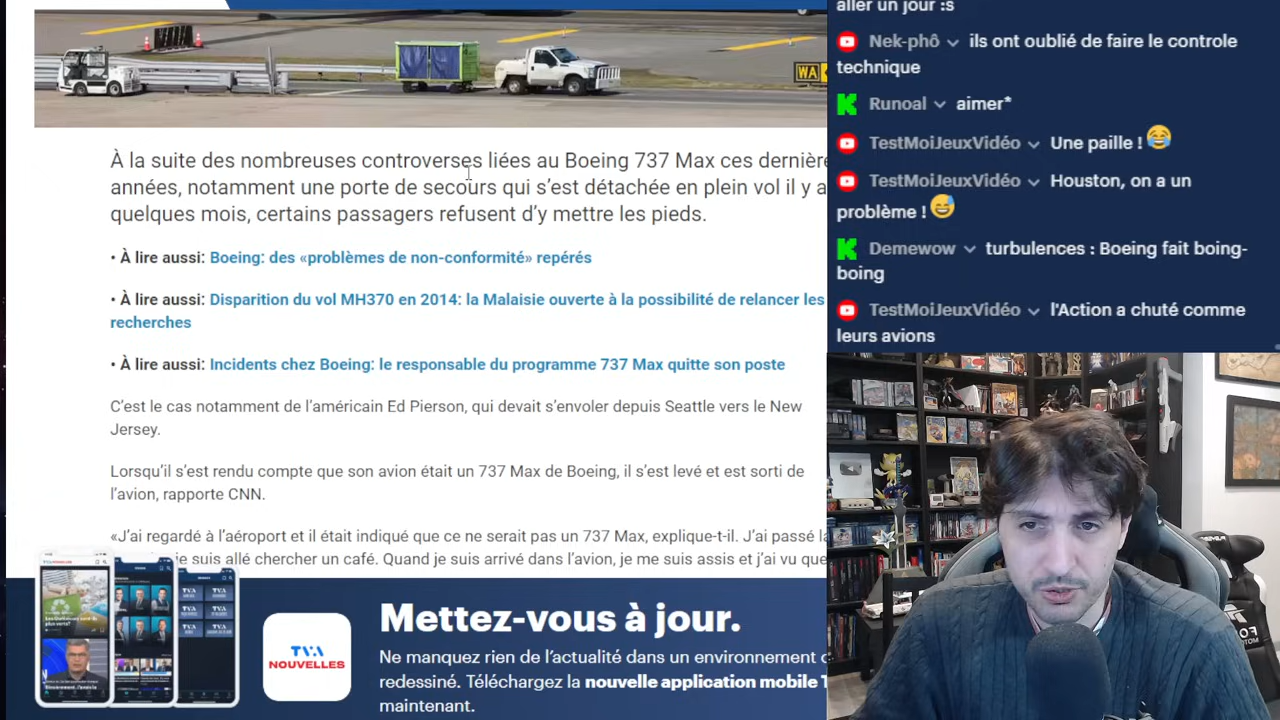 À la suite des nombreuses controverses liées au Boeing 737 Max ces dernière
années, notamment une porte de secours qui s’est détachée en plein vol il y a
quelques mois, certains passagers refusent d’y mettre les pieds.
• À lire aussi: Boeing: des «problèmes de non-conformité» repérés
• À lire aussi: Disparition du vol MH370 en 2014: la Malaisie ouverte à la possibilité de relancer les
recherches
• À lire aussi: Incidents chez Boeing: le responsable du programme 737 Max quitte son poste
C’est le cas notamment de l’américain Ed Pierson, qui devait s’envoler depuis Seattle vers le New
Jersey.
Lorsqu’il s’est rendu compte que son avion était un 737 Max de Boeing, il s’est levé et est sorti de
l’avion, rapporte CNN.
«J’ai regardé à l’aéroport et il était indiqué que ce ne serait pas un 737 Max, explique-t-il. J’ai passé la
je suis allé chercher un café. Quand je suis arrivé dans l’avion, je me suis assis et j’ai vu que
TVA
NOUVELLES
Mettez-vous à jour.
Ne manquez rien de l’actualité dans un environnement
redessiné. Téléchargez la nouvelle application mobile T
maintenant.
WA
aller un jour :s
Nek-phô ils ont oublié de faire le controle
technique
Runoal aimer*
TestMoiJeuxVidéo Une paille ! 😂
TestMoiJeuxVidéo Houston, on a un
problème ! 😅
Demewow turbulences : Boeing fait boing-
boing
TestMoiJeuxVidéo l'Action a chuté comme
leurs avions